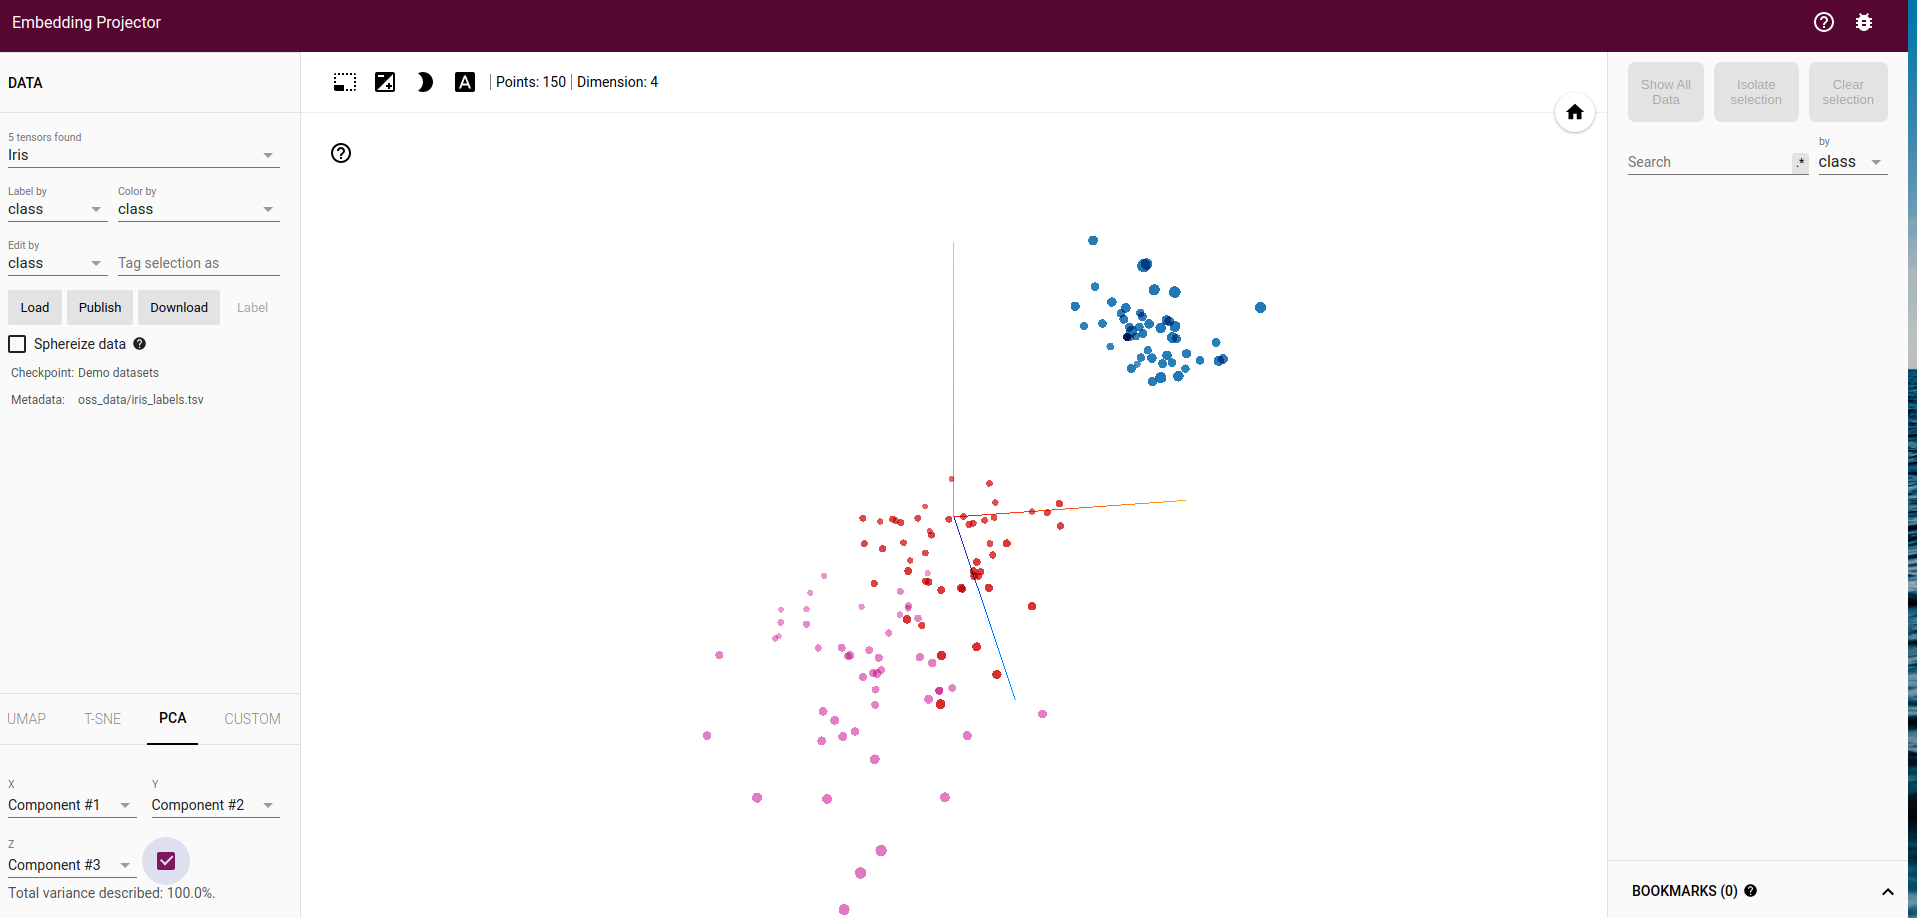 Embedding Projector
DATA
5 tensors found
Iris
Label by
Color by
class
class
Edit by
class
Tag selection as
Load
Publish
Download
Label
Sphereize data
Checkpoint: Demo datasets
Metadata: oss_data/iris_labels.tsv
UMAP
T-SNE
PCA
CUSTOM
X
Y
Component #1
Component #2
Z
Component #3
Total variance described: 100.0%.
A
Points: 150
Dimension: 4
Show All
Data
Isolate
selection
Clear
selection
Search
.*
by
class
BOOKMARKS (0)